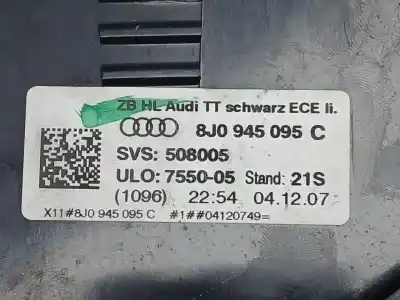 ZB HL Audi TT schwarz ECE li.
8J0 945 095 C
SVS: 508005
ULO: 7550-05 Stand: 21S
(1096) 22:54 04.12.07
X11#8J0 945 095 C #1##04120749=